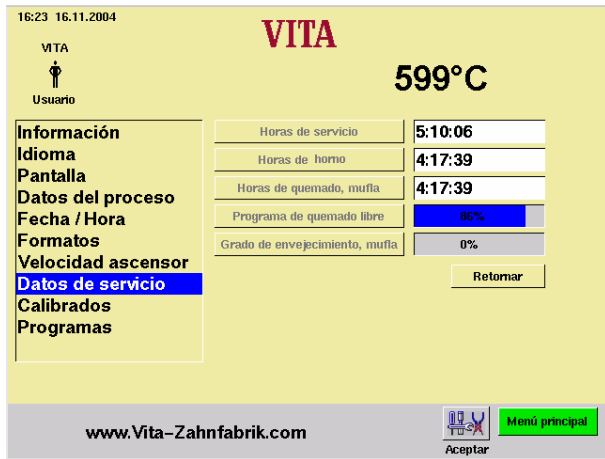 16:23 16.11.2004
VITA
VITA
599°C
Usuario
Información
Idioma
Pantalla
Datos del proceso
Fecha / Hora
Formatos
Velocidad ascensor
Datos de servicio
Calibrados
Programas
Horas de servicio 5:10:06
Horas de horno 4:17:39
Horas de quemado, mufla 4:17:39
Programa de quemado libre 86%
Grado de envejecimiento, mufla 0%
Retornar
www.Vita-Zahnfabrik.com
Aceptar
Menú principal